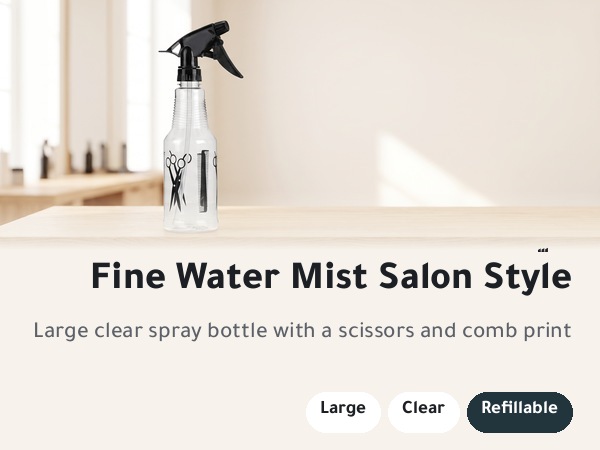 Fine Water Mist Salon Style
Large clear spray bottle with a scissors and comb print
Large
Clear
Refillable